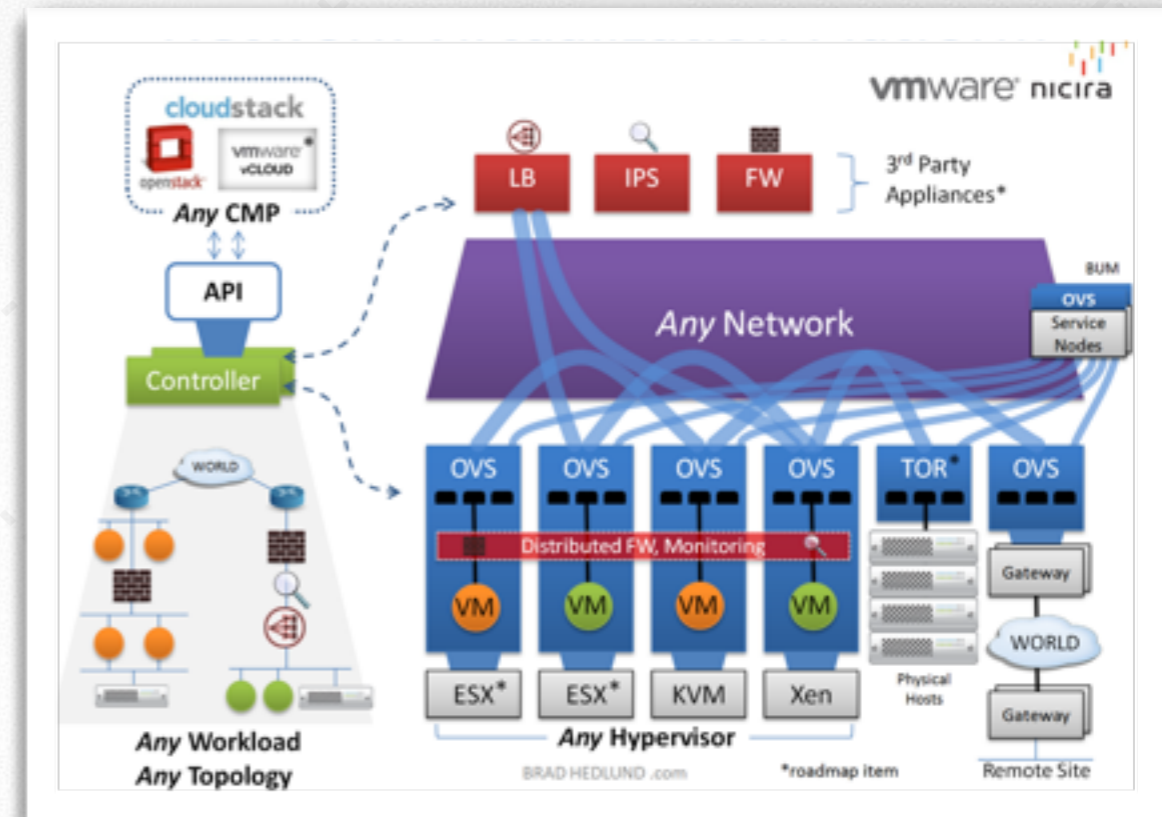 vmware nicira
cloudstack
openstack
vmware*
vCLOUD
Any CMP
API
Controller
WORLD
Any Workload
Any Topology
LB
IPS
FW
3rd Party
Appliances*
Any Network
BUM
OVS
Service
Nodes
OVS
OVS
OVS
OVS
TOR*
OVS
Distributed FW, Monitoring
VM
VM
VM
VM
Gateway
WORLD
Gateway
Physical
Hosts
ESX*
ESX*
KVM
Xen
Any Hypervisor
BRAD HEDLUND .com
*roadmap item
Remote Site